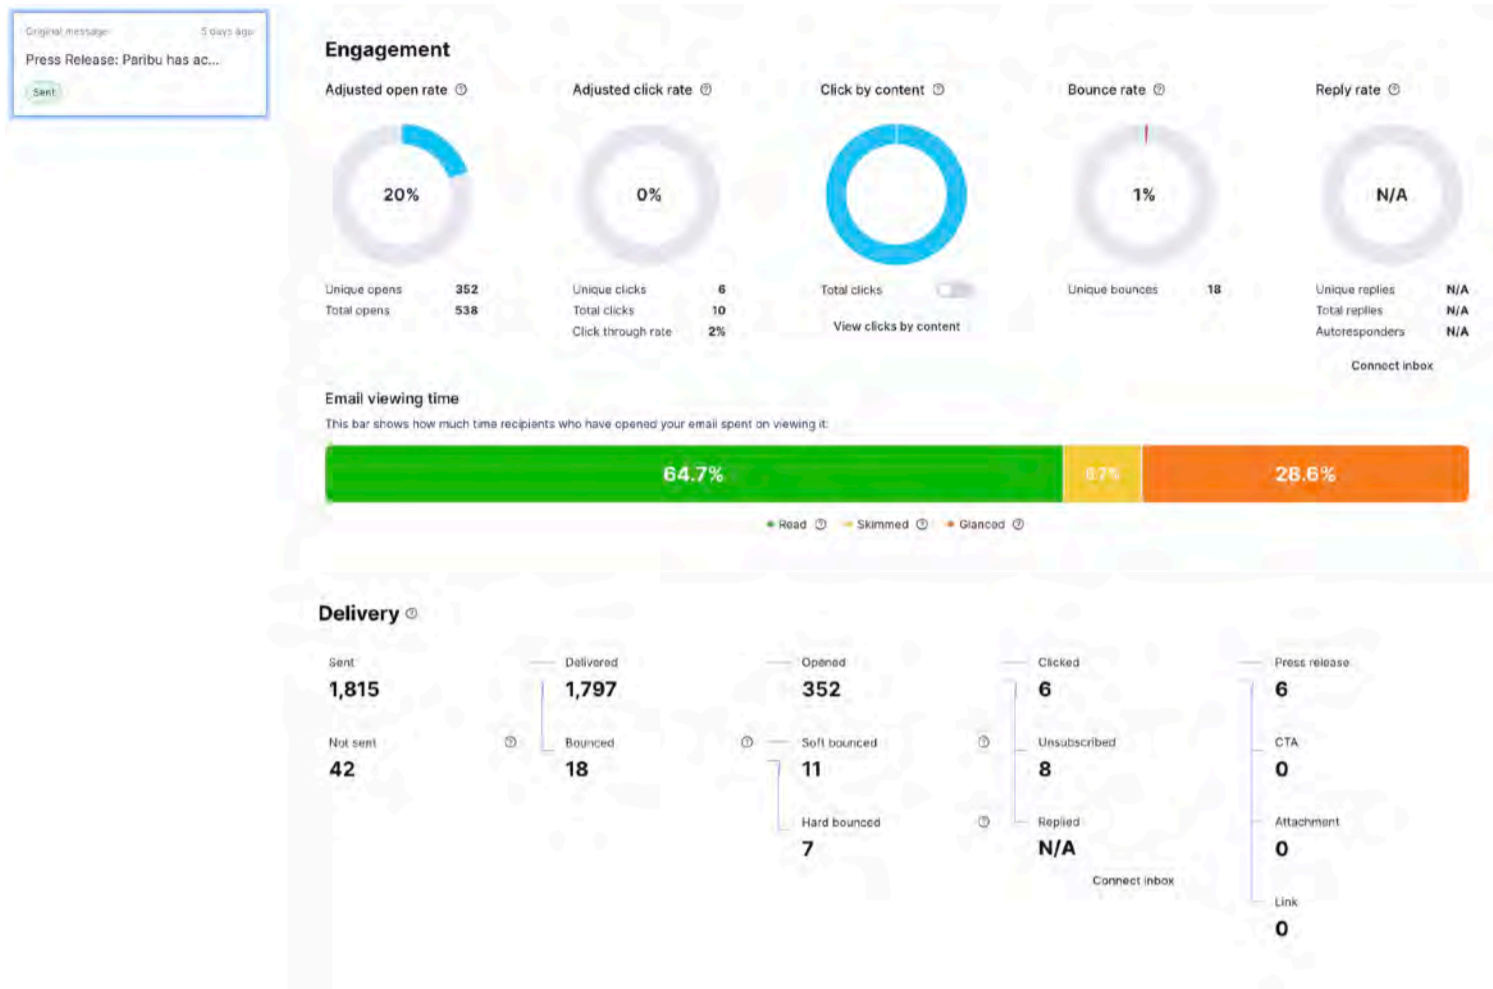 Original message 5 days ago
Press Release: Paribu has ac...
Sent
Engagement
Adjusted open rate
20%
Unique opens 352
Total opens 538
Adjusted click rate
0%
Unique clicks 6
Total clicks 10
Click through rate 2%
Click by content
Total clicks
View clicks by content
Bounce rate
1%
Unique bounces 18
Reply rate
N/A
Unique replies N/A
Total replies N/A
Autoresponders N/A
Connect inbox
Email viewing time
This bar shows how much time recipients who have opened your email spent on viewing it:
64.7% 6.7% 28.6%
Read Skimmed Glanced
Delivery
Sent
1,815
Not sent
42
Delivered
1,797
Bounced
18
Opened
352
Soft bounced
11
Hard bounced
7
Clicked
6
Unsubscribed
8
Replied
N/A
Connect inbox
Press release
6
CTA
0
Attachment
0
Link
0